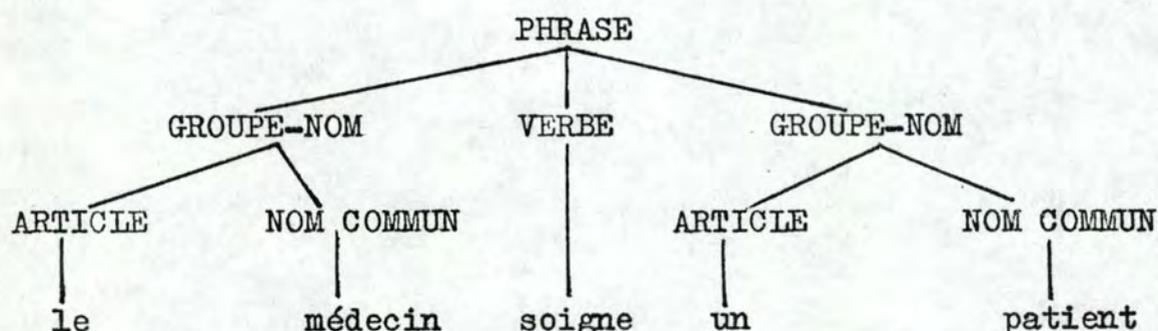 PHRASE
GROUPE-NOM VERBE GROUPE-NOM
ARTICLE NOM COMMUN ARTICLE NOM COMMUN
le médecin soigne un patient